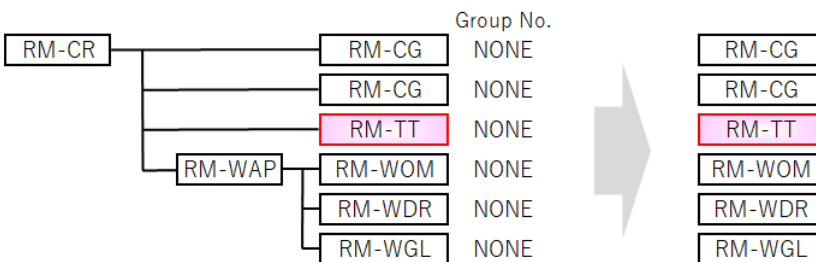 Group No.
RM-CR RM-CG NONE RM-CG
RM-CG NONE RM-CG
RM-TT NONE RM-TT
RM-WAP RM-WOM NONE RM-WOM
RM-WDR NONE RM-WDR
RM-WGL NONE RM-WGL